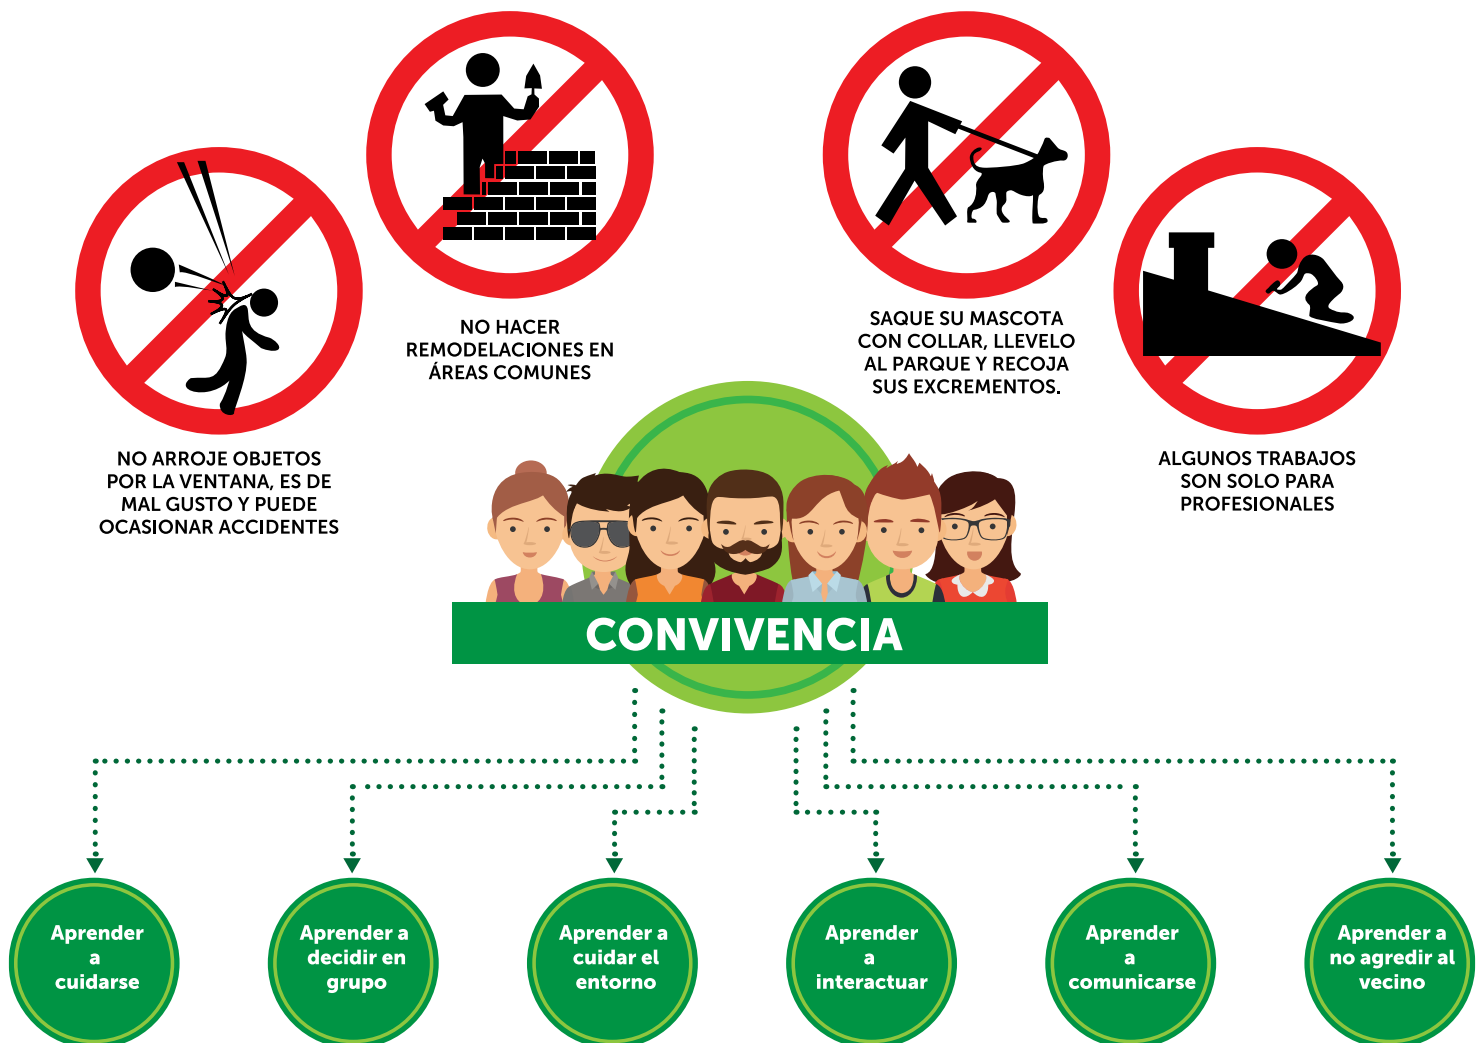 NO ARROJE OBJETOS
POR LA VENTANA, ES DE
MAL GUSTO Y PUEDE
OCASIONAR ACCIDENTES
NO HACER
REMODELACIONES EN
ÁREAS COMUNES
SAQUE SU MASCOTA
CON COLLAR, LLEVELO
AL PARQUE Y RECOJA
SUS EXCREMENTOS.
ALGUNOS TRABAJOS
SON SOLO PARA
PROFESIONALES
CONVIVENCIA
Aprender
a
cuidarse
Aprender a
decidir en
grupo
Aprender a
cuidar el
entorno
Aprender
a
interactuar
Aprender
a
comunicarse
Aprender a
no agredir al
vecino